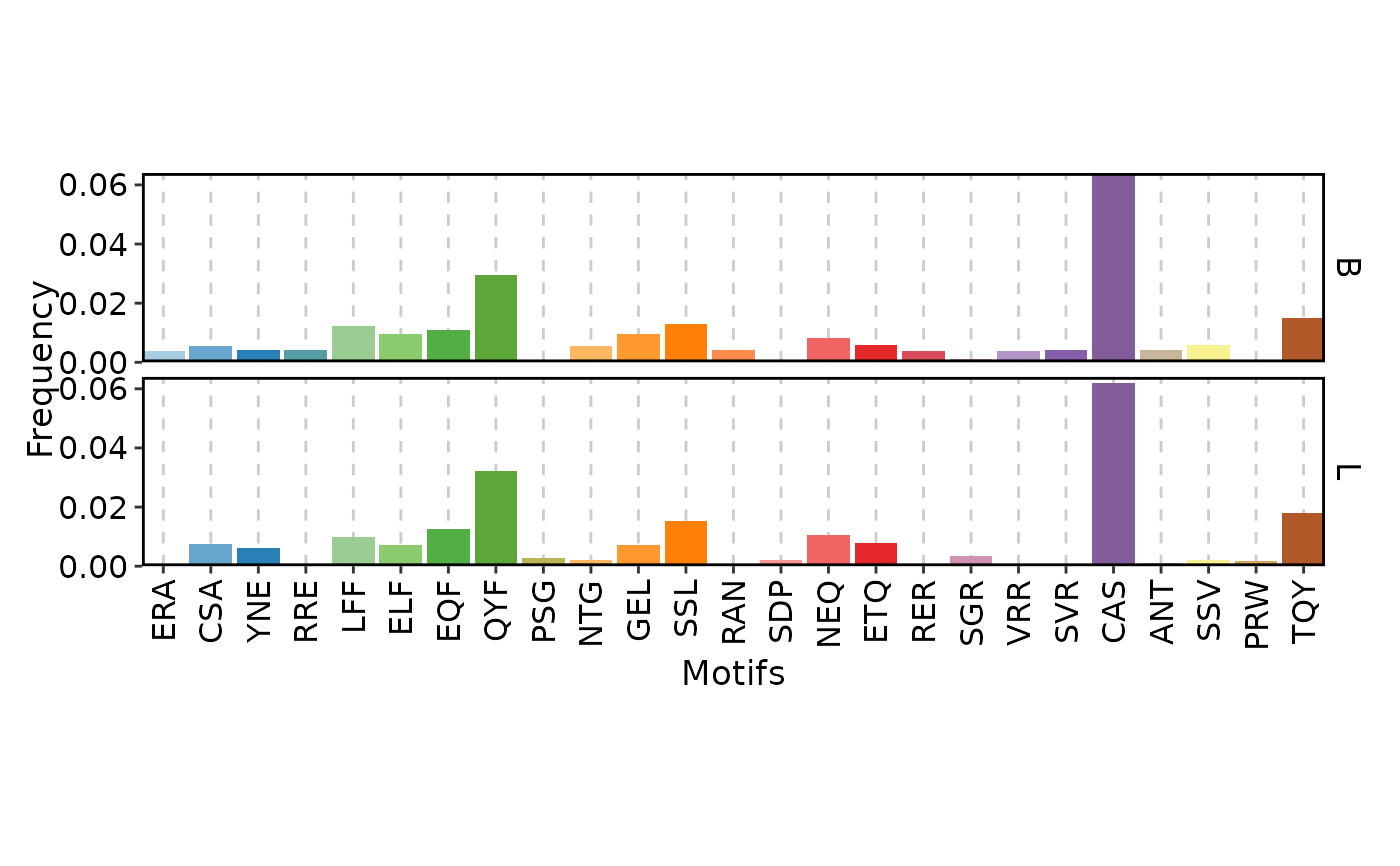 Frequency
0.06
0.04
0.02
0.00
B
0.06
0.04
0.02
0.00
L
ERA CSA YNE RRE LFF ELF EQF QYF PSG NTG GEL SSL RAN SDP NEQ ETQ RER SGR VRR SVR CAS ANT SSV PRW TQY
Motifs